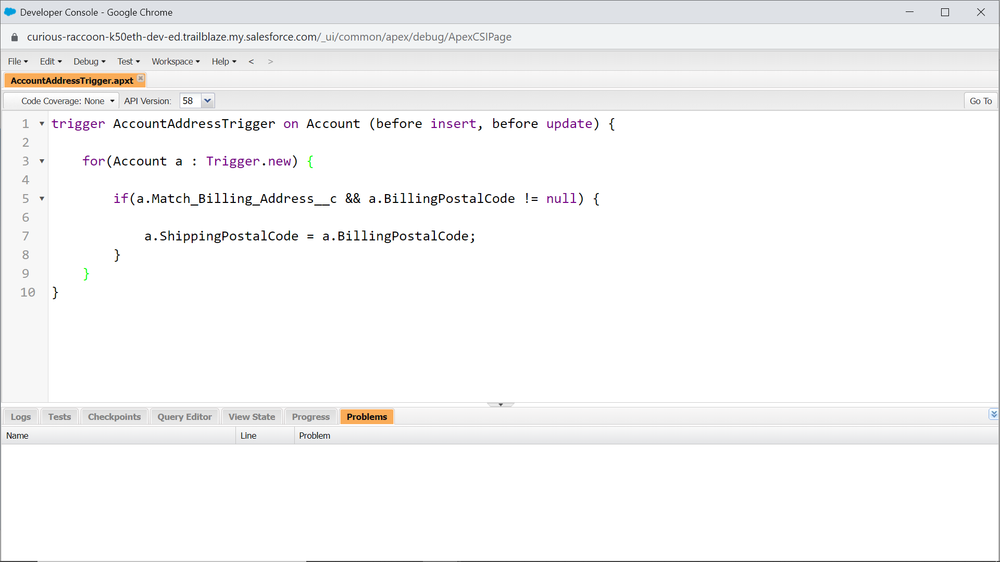 Developer Console - Google Chrome
curious-raccoon-k50eth-dev-ed.trailblaze.my.salesforce.com/_ui/common/apex/debug/ApexCSIPage
File Edit Debug Test Workspace Help < >
AccountAddressTrigger.apxt
Code Coverage: None API Version: 58 Go To
1 trigger AccountAddressTrigger on Account (before insert, before update) {
2
3 for(Account a : Trigger.new) {
4
5 if(a.Match_Billing_Address__c && a.BillingPostalCode != null) {
6
7 a.ShippingPostalCode = a.BillingPostalCode;
8 }
9 }
10 }
Logs Tests Checkpoints Query Editor View State Progress Problems
Name Line Problem